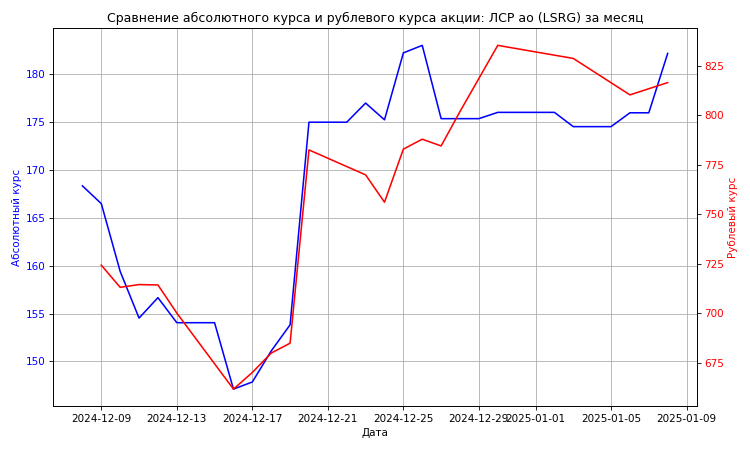 Сравнение абсолютного курса и рублевого курса акции: ЛСР ао (LSRG) за месяц
Абсолютный курс
180
175
170
165
160
155
150
825
800
775
750
725
700
675
Рублевый курс
2024-12-09 2024-12-13 2024-12-17 2024-12-21 2024-12-25 2024-12-29 2025-01-01 2025-01-05 2025-01-09
Дата